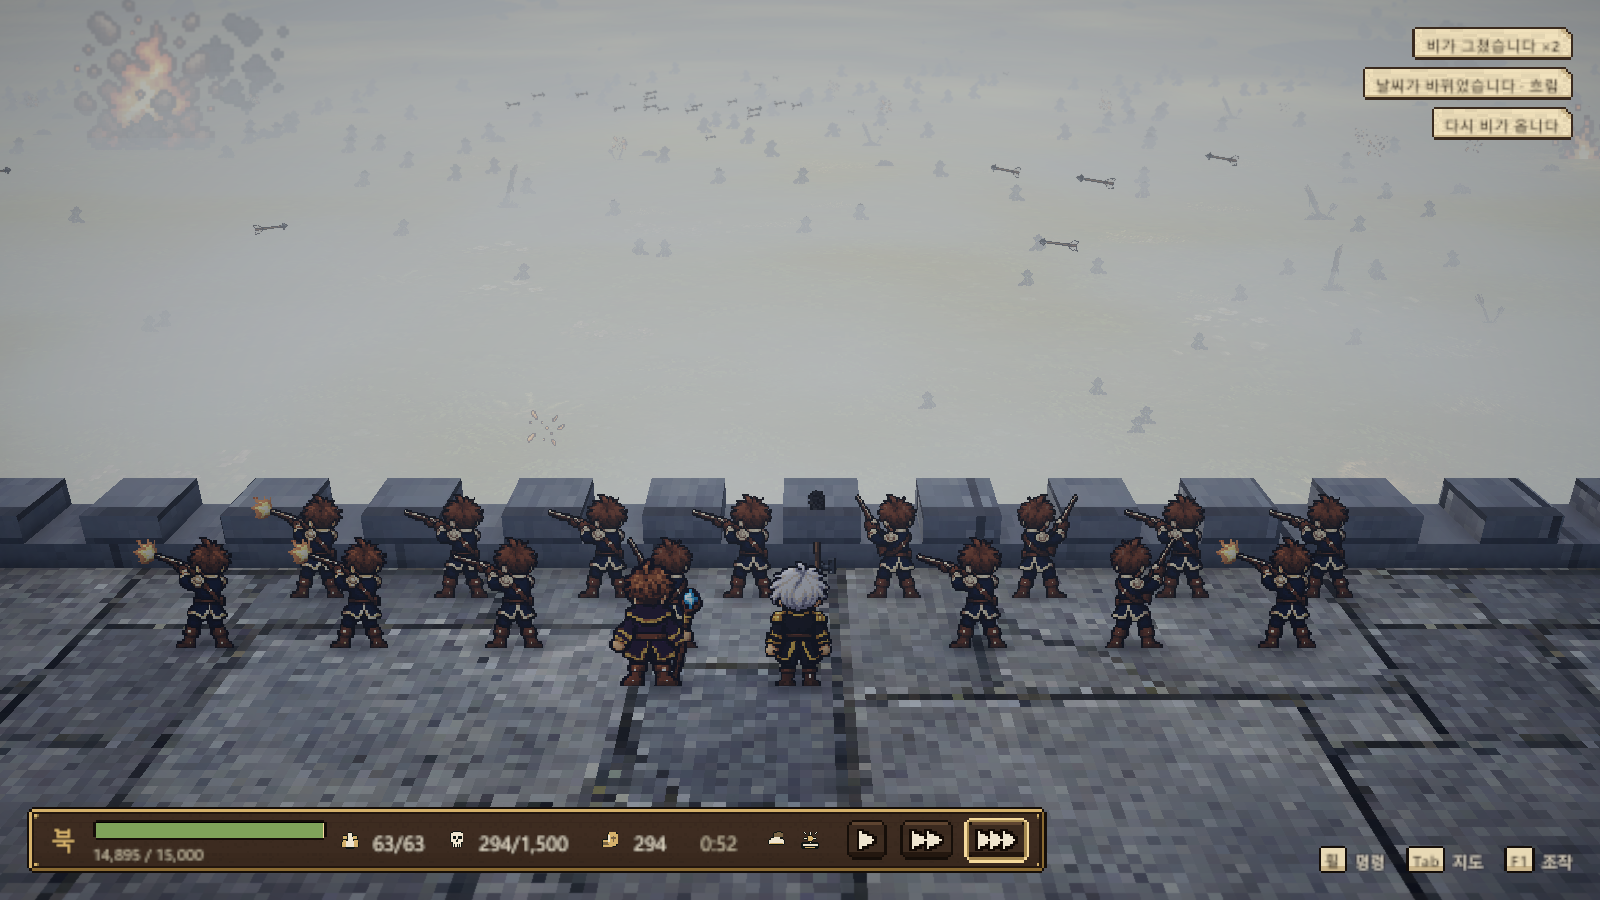 비가 그쳤습니다 ×2
날씨가 바뀌었습니다 · 흐림
다시 비가 옵니다
북
14,895 / 15,000
63/63
294/1,500
294
0:52
휠 명령
Tab 지도
F1 조작